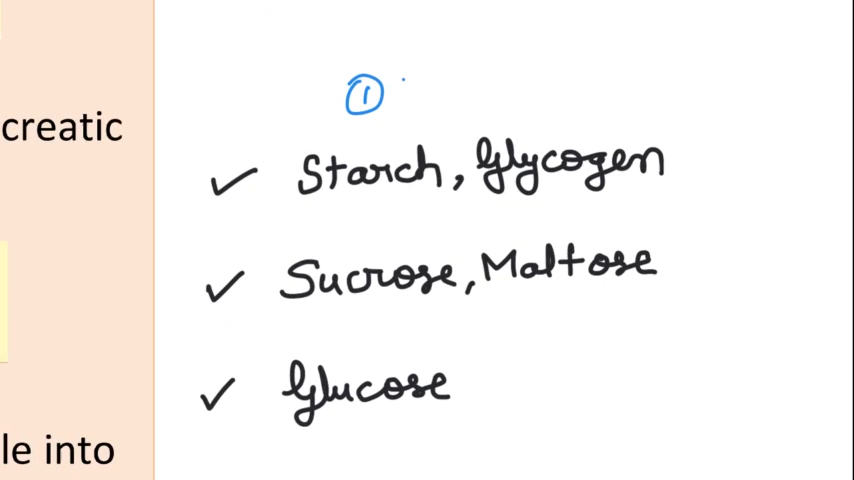 ①
creatic
Starch, Glycogen
Sucrose, Maltose
Glucose
le into